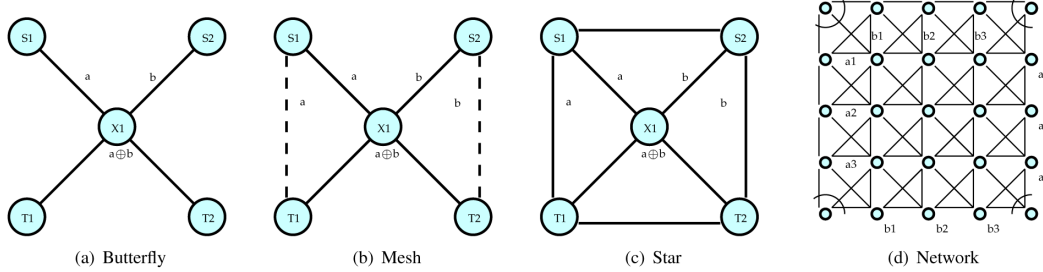 S1
S2
a
b
X1
T1
T2
(a) Butterfly
S1
S2
a
b
a
b
X1
a⊕b
T1
T2
(b) Mesh
S1
S2
a
b
a
b
X1
a⊕b
T1
T2
(c) Star
b1
b2
b3
a1
a
a2
a
a3
a
b1
b2
b3
(d) Network
a⊕b